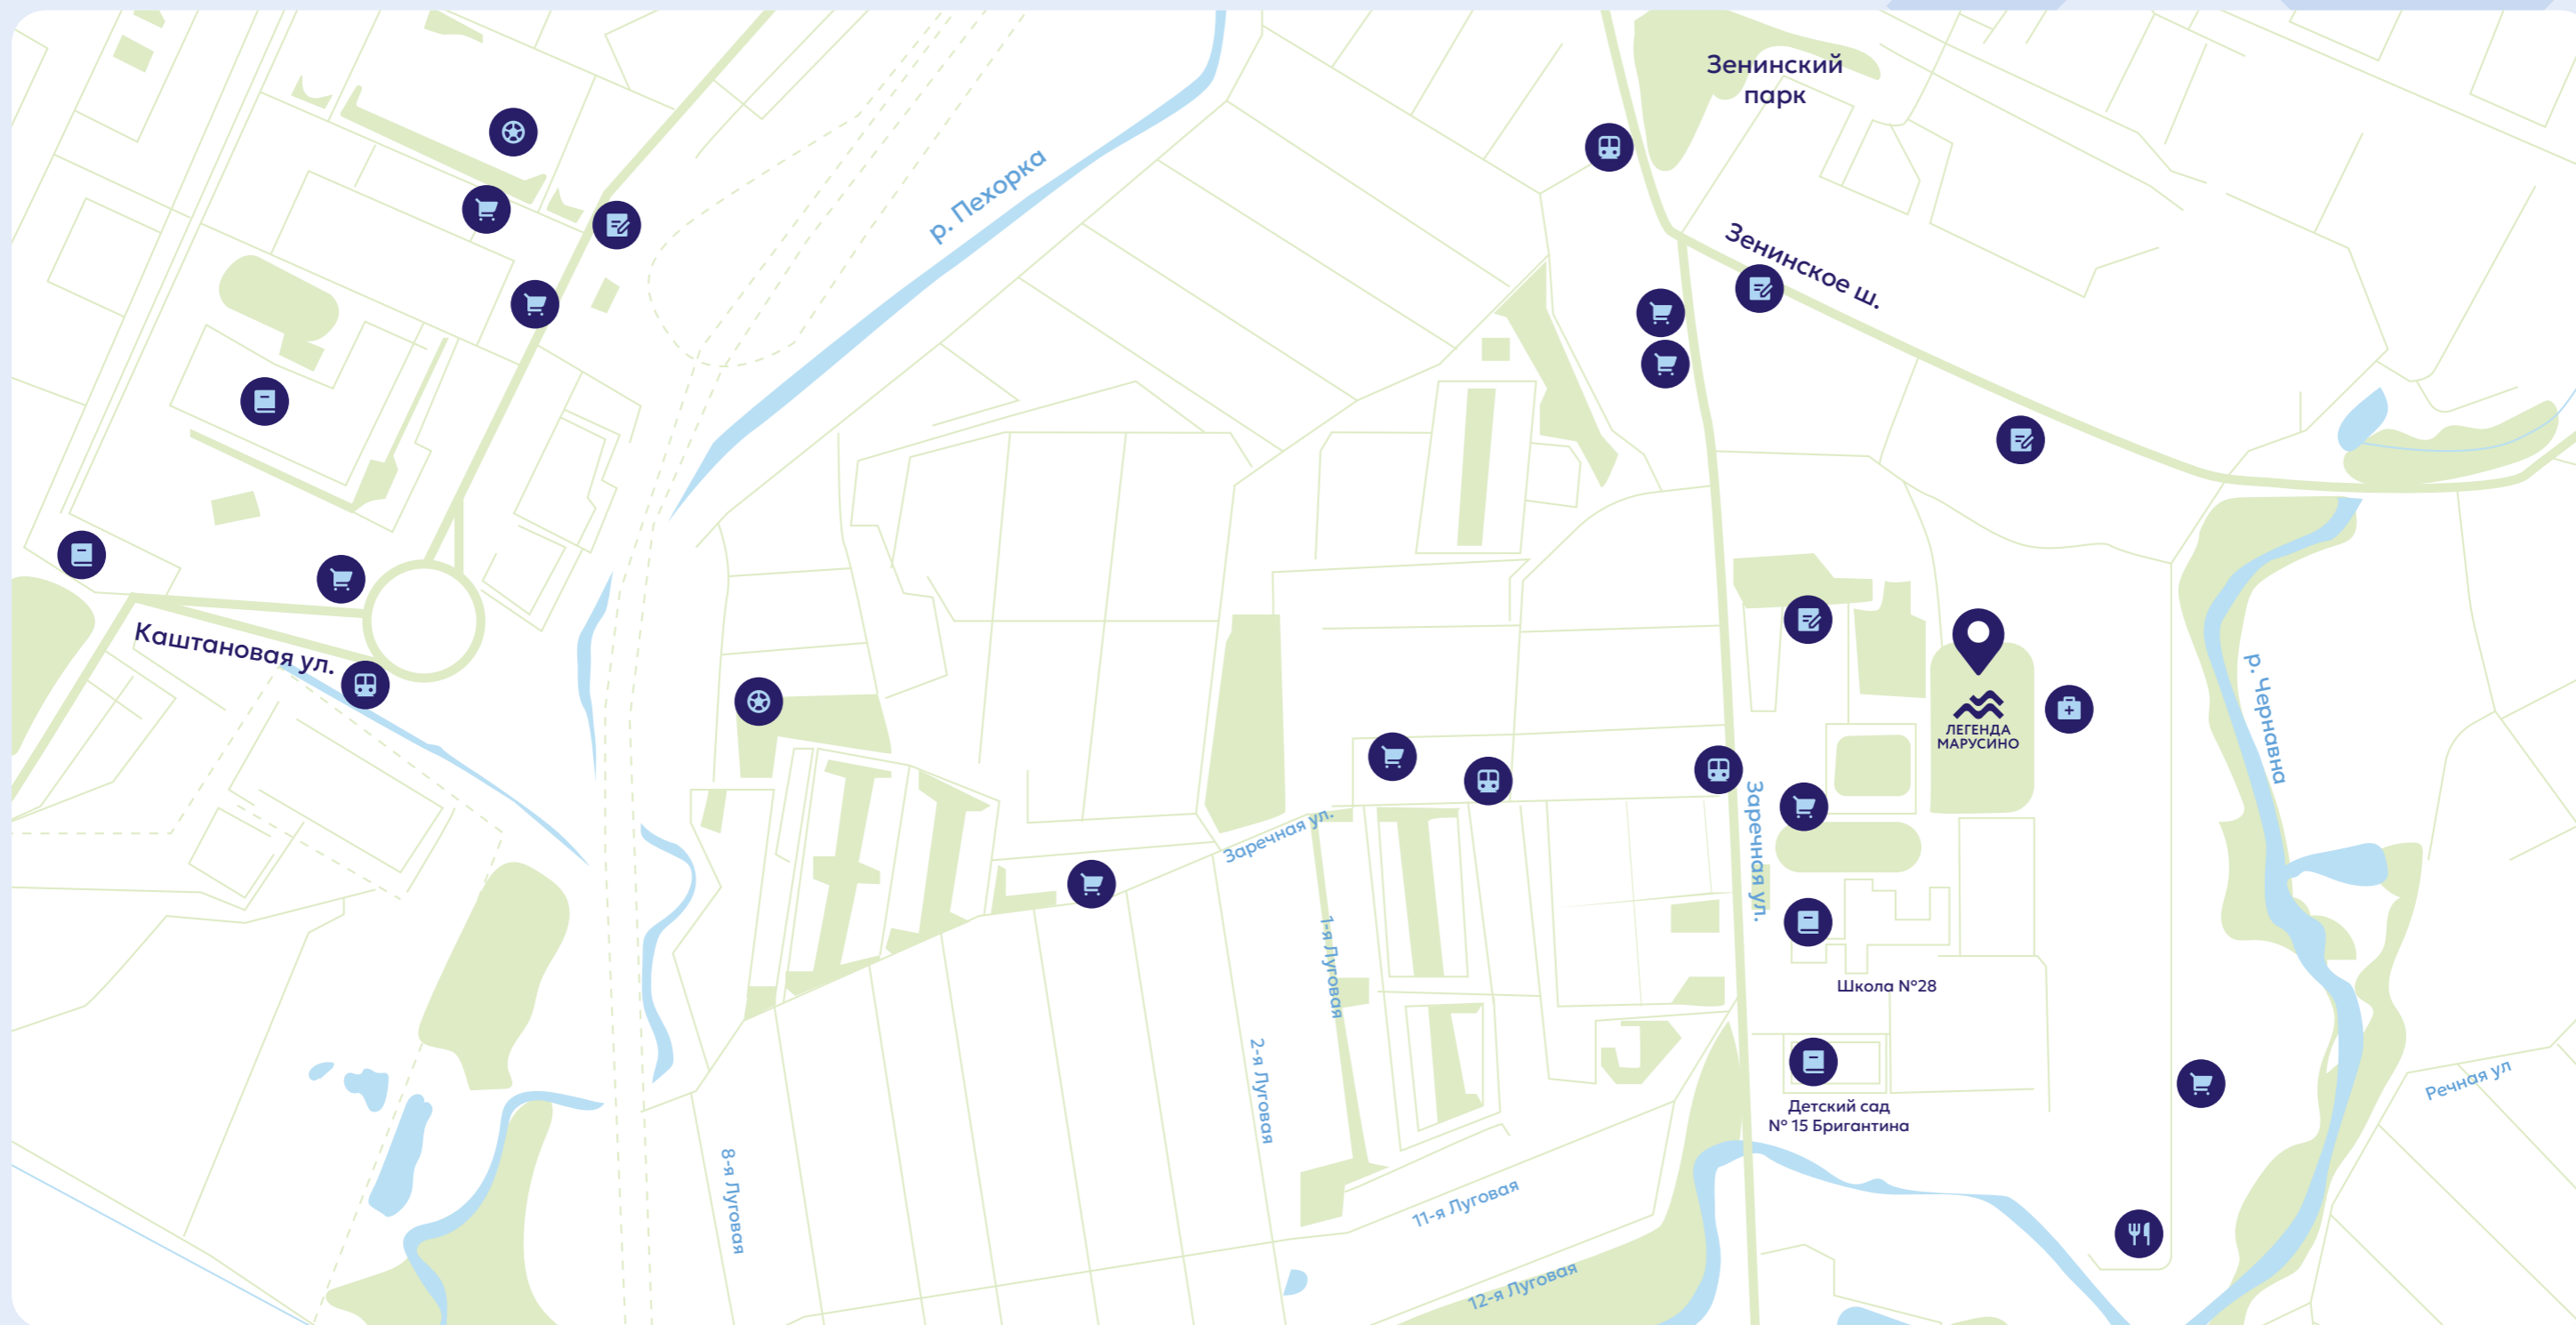 Зенинский
парк
р. Пехорка
Зенинское ш.
Каштановая ул.
р. Чернавна
ЛЕГЕНДА
МАРУСИНО
Заречная ул.
Заречная ул.
1-я Луговая
Школа №28
2-я Луговая
Детский сад
№ 15 Бригантина
Речная ул
8-я Луговая
11-я Луговая
12-я Луговая